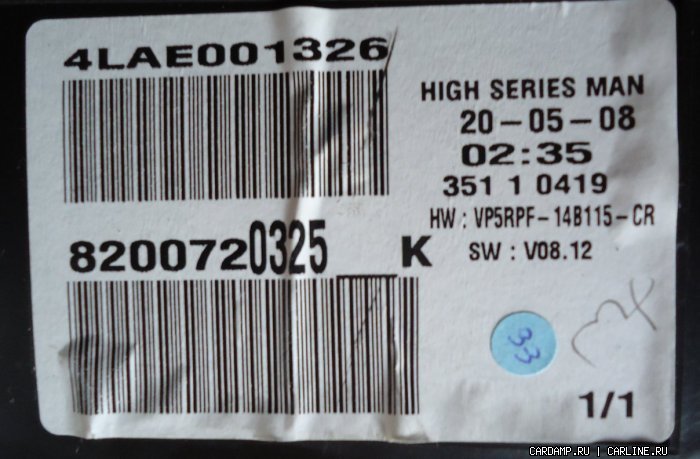 4LAE001326
HIGH SERIES MAN
20-05-08
02:35
351 1 0419
HW : VP5RPF-14B115-CR
SW : V08.12
8200720325__K
33
1/1
CARDAMP.RU | CARLINE.RU